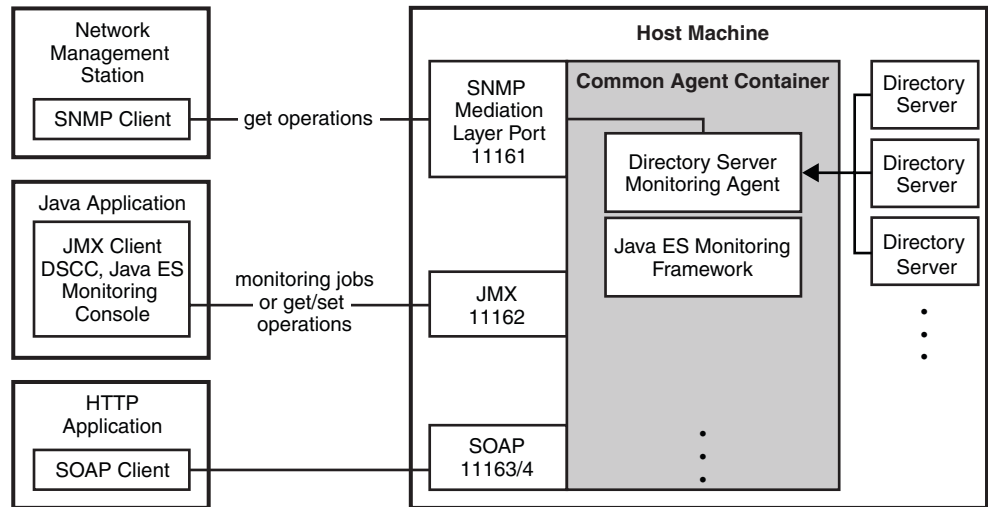 Network
Management
Station
SNMP Client
get operations
Java Application
JMX Client
DSCC, Java ES
Monitoring
Console
monitoring jobs
or get/set
operations
HTTP
Application
SOAP Client
Host Machine
SNMP
Mediation
Layer Port
11161
JMX
11162
SOAP
11163/4
Common Agent Container
Directory Server
Monitoring Agent
Java ES Monitoring
Framework
Directory
Server
Directory
Server
Directory
Server